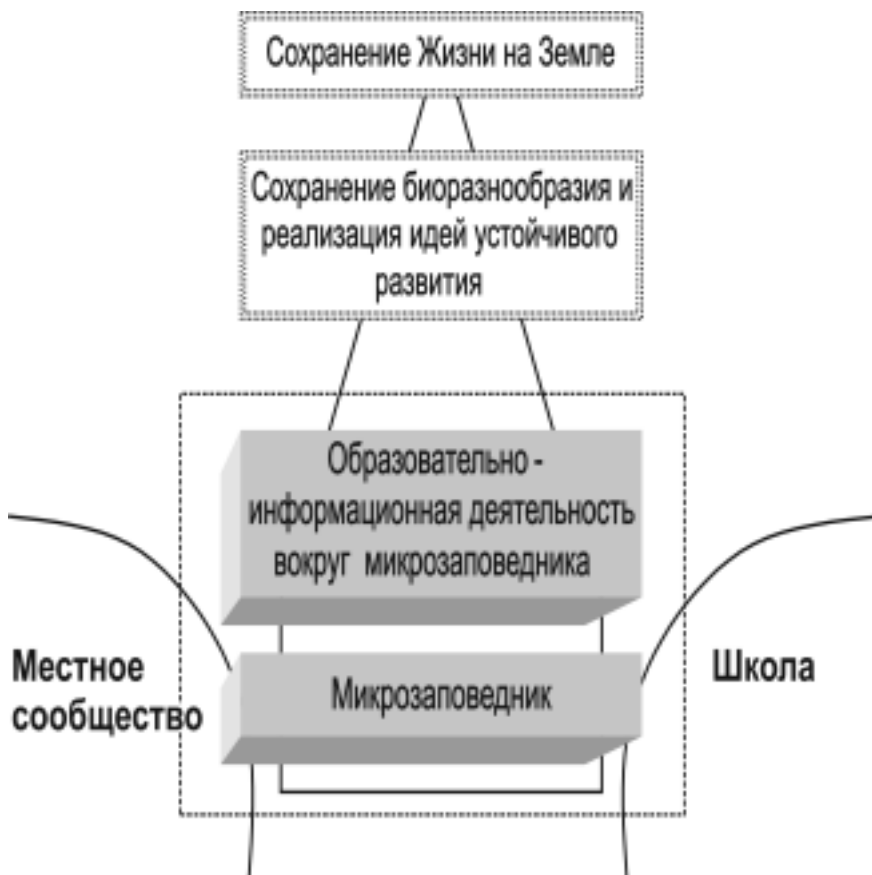 Сохранение Жизни на Земле
Сохранение биоразнообразия и
реализация идей устойчивого
развития
Образовательно -
информационная деятельность
вокруг микрозаповедника
Местное
сообщество
Микрозаповедник
Школа